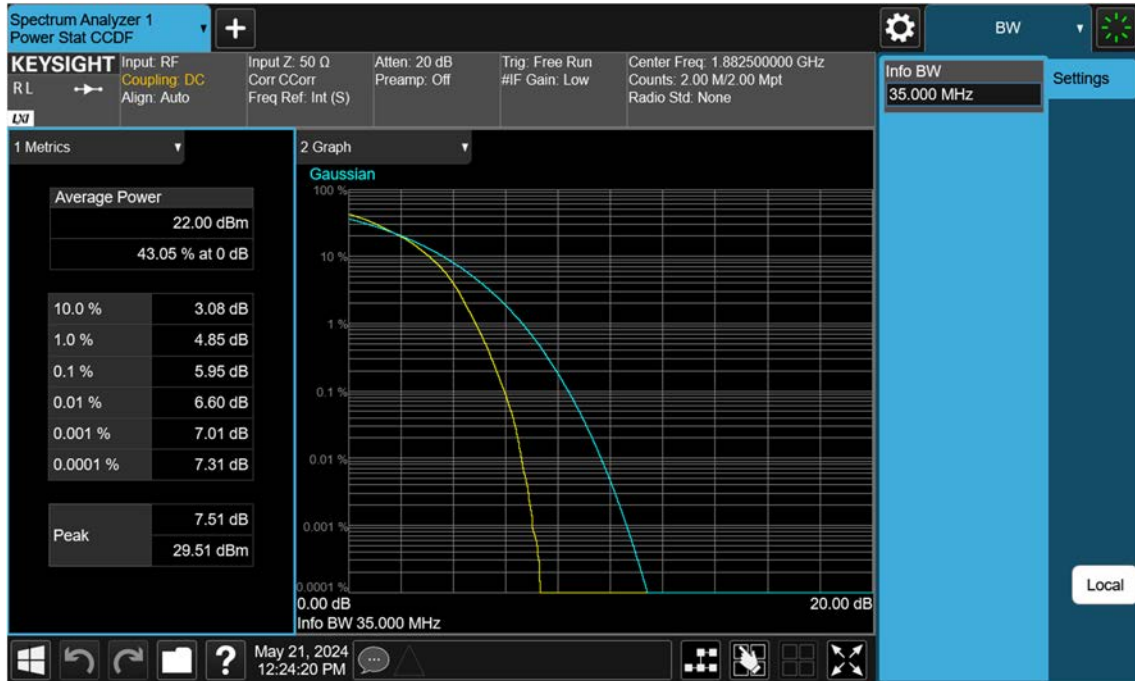 Spectrum Analyzer 1
Power Stat CCDF
+
BW
KEYSIGHT
R L
LXI
Input: RF
Coupling: DC
Align: Auto
Input Z: 50 Ω
Corr CCorr
Freq Ref: Int (S)
Atten: 20 dB
Preamp: Off
Trig: Free Run
#IF Gain: Low
Center Freq: 1.882500000 GHz
Counts: 2.00 M/2.00 Mpt
Radio Std: None
Info BW
35.000 MHz
Settings
1 Metrics
Average Power
22.00 dBm
43.05 % at 0 dB
10.0 % 3.08 dB
1.0 % 4.85 dB
0.1 % 5.95 dB
0.01 % 6.60 dB
0.001 % 7.01 dB
0.0001 % 7.31 dB
Peak
7.51 dB
29.51 dBm
2 Graph
Gaussian
100 %
10 %
1 %
0.1 %
0.01 %
0.001 %
0.0001 %
0.00 dB 20.00 dB
Info BW 35.000 MHz
Local
?
May 21, 2024
12:24:20 PM